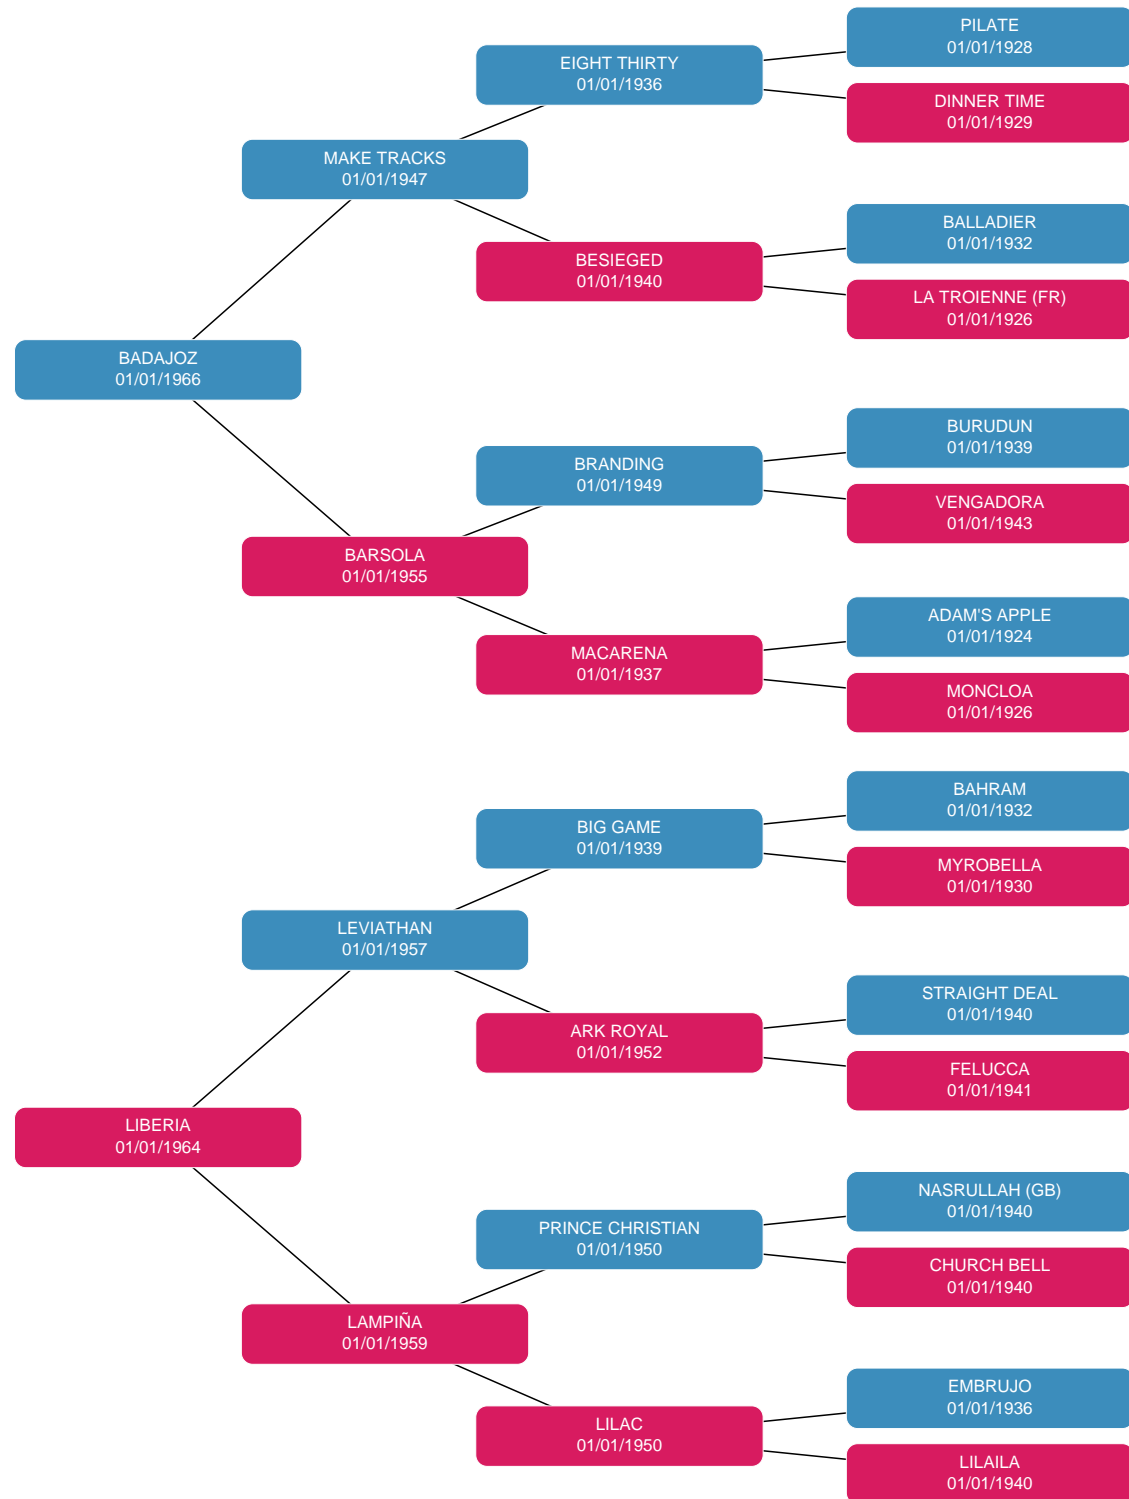 PILATE
01/01/1928
EIGHT THIRTY
01/01/1936
DINNER TIME
01/01/1929
MAKE TRACKS
01/01/1947
BALLADIER
01/01/1932
BESIEGED
01/01/1940
LA TROIENNE (FR)
01/01/1926
BADAJOZ
01/01/1966
BURUDUN
01/01/1939
BRANDING
01/01/1949
VENGADORA
01/01/1943
BARSOLA
01/01/1955
ADAM'S APPLE
01/01/1924
MACARENA
01/01/1937
MONCLOA
01/01/1926
BAHRAM
01/01/1932
BIG GAME
01/01/1939
MYROBELLA
01/01/1930
LEVIATHAN
01/01/1957
STRAIGHT DEAL
01/01/1940
ARK ROYAL
01/01/1952
FELUCCA
01/01/1941
LIBERIA
01/01/1964
NASRULLAH (GB)
01/01/1940
PRINCE CHRISTIAN
01/01/1950
CHURCH BELL
01/01/1940
LAMPIÑA
01/01/1959
EMBRUJO
01/01/1936
LILAC
01/01/1950
LILAILA
01/01/1940